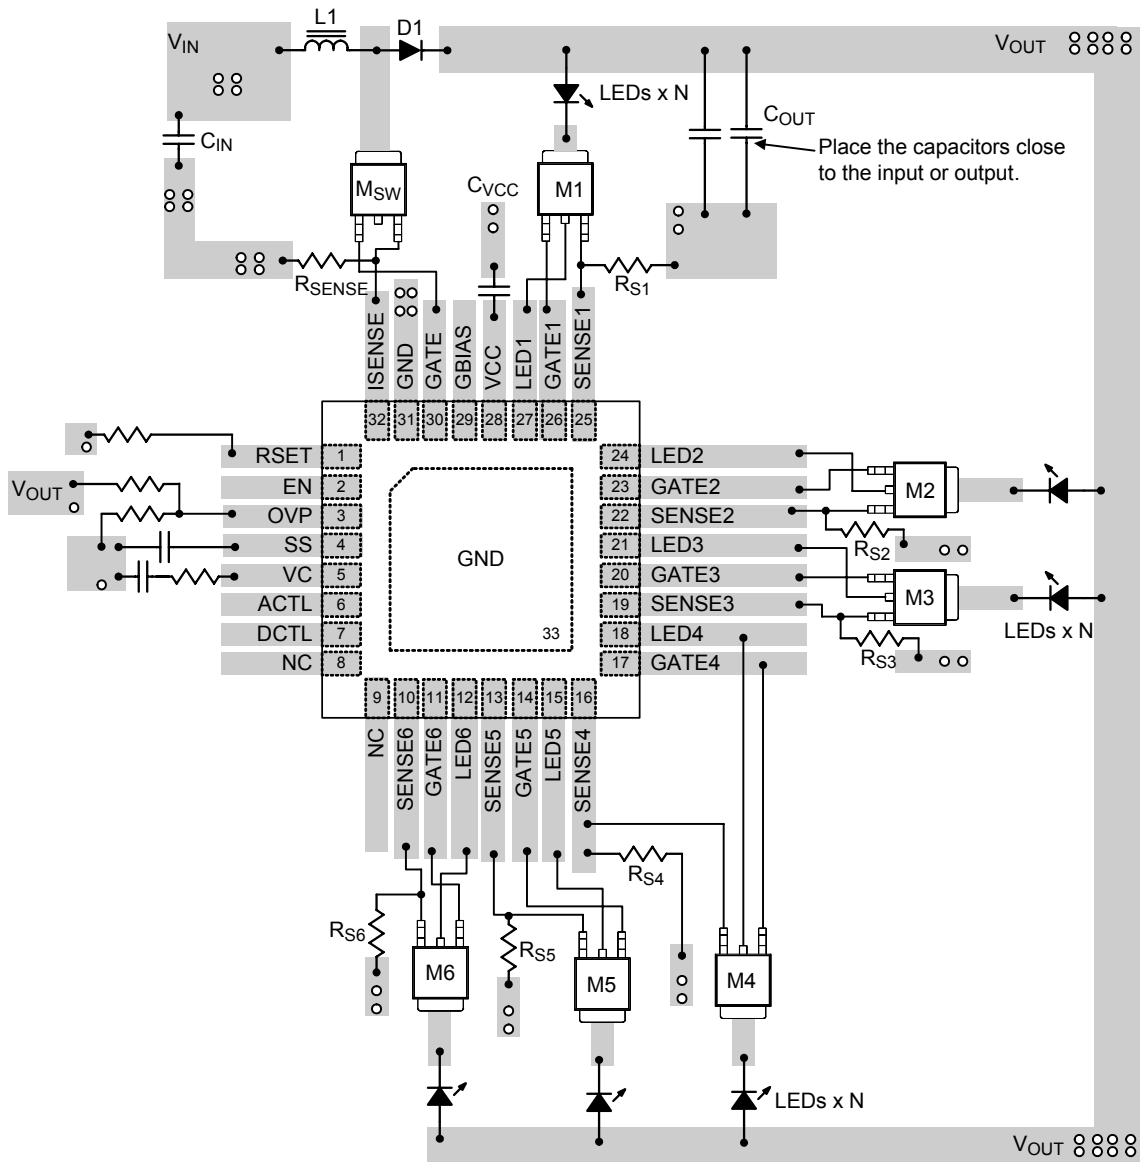 L1
D1
VIN
VOUT
LEDs x N
CIN
COUT
Place the capacitors close
to the input or output.
MSW
CVCC
M1
RSENSE
RS1
ISENSE
GND
GATE
GBIAS
VCC
LED1
GATE1
SENSE1
32
31
30
29
28
27
26
25
RSET
1
EN
2
VOUT
OVP
3
SS
4
VC
5
ACTL
6
DCTL
7
NC
8
GND
33
24
LED2
23
GATE2
22
SENSE2
21
LED3
20
GATE3
19
SENSE3
18
LED4
17
GATE4
M2
RS2
M3
RS3
LEDs x N
9
10
11
12
13
14
15
16
NC
SENSE6
GATE6
LED6
SENSE5
GATE5
LED5
SENSE4
RS4
RS6
RS5
M6
M5
M4
LEDs x N
VOUT